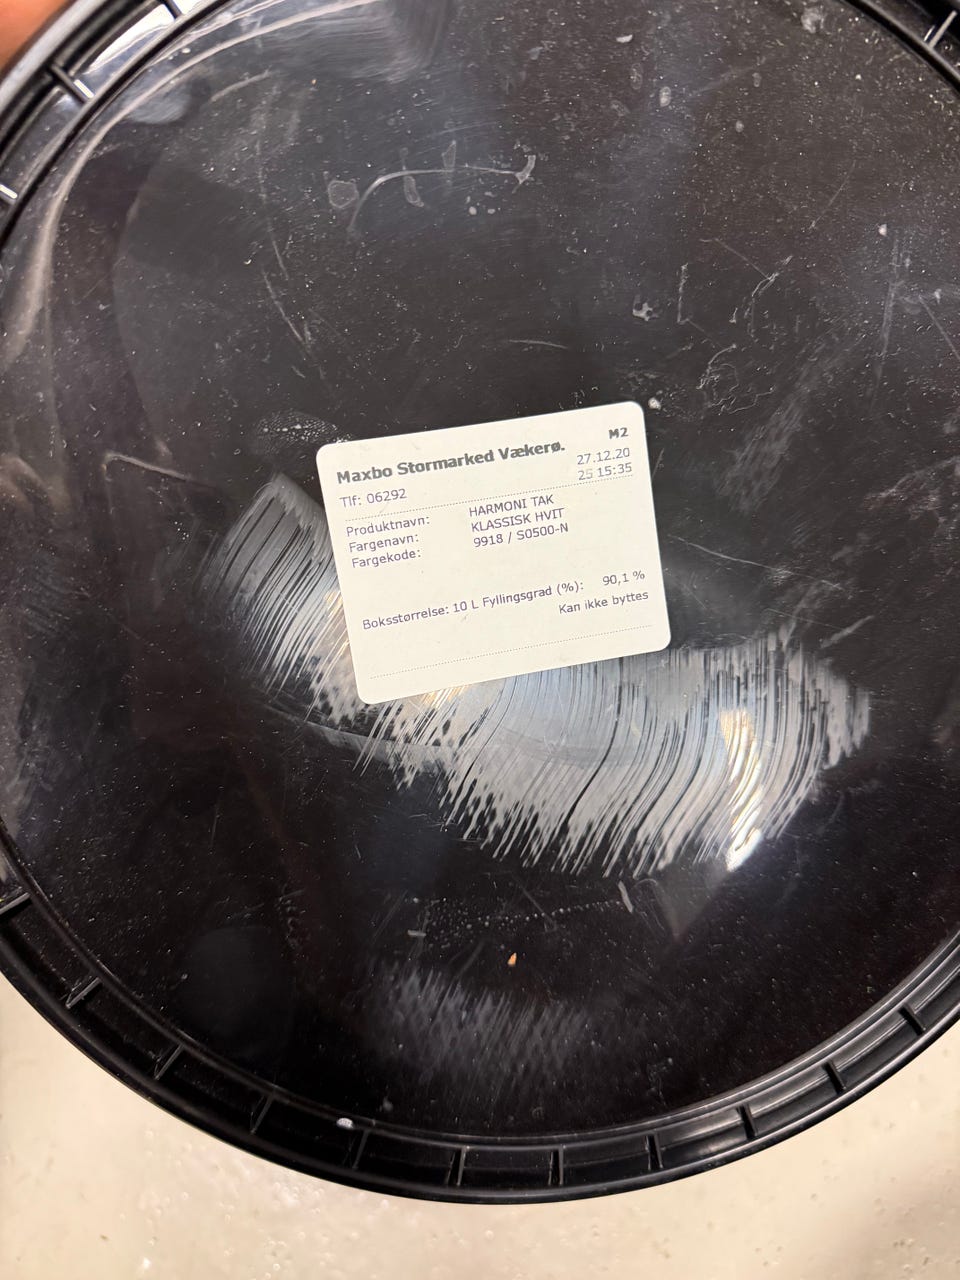 M2
Maxbo Stormarked Vækerø.
27.12.20
Tlf: 06292
25 15:35
Produktnavn: HARMONI TAK
Fargenavn: KLASSISK HVIT
Fargekode: 9918 / S0500-N
Boksstørrelse: 10 L Fyllingsgrad (%): 90,1 %
Kan ikke byttes